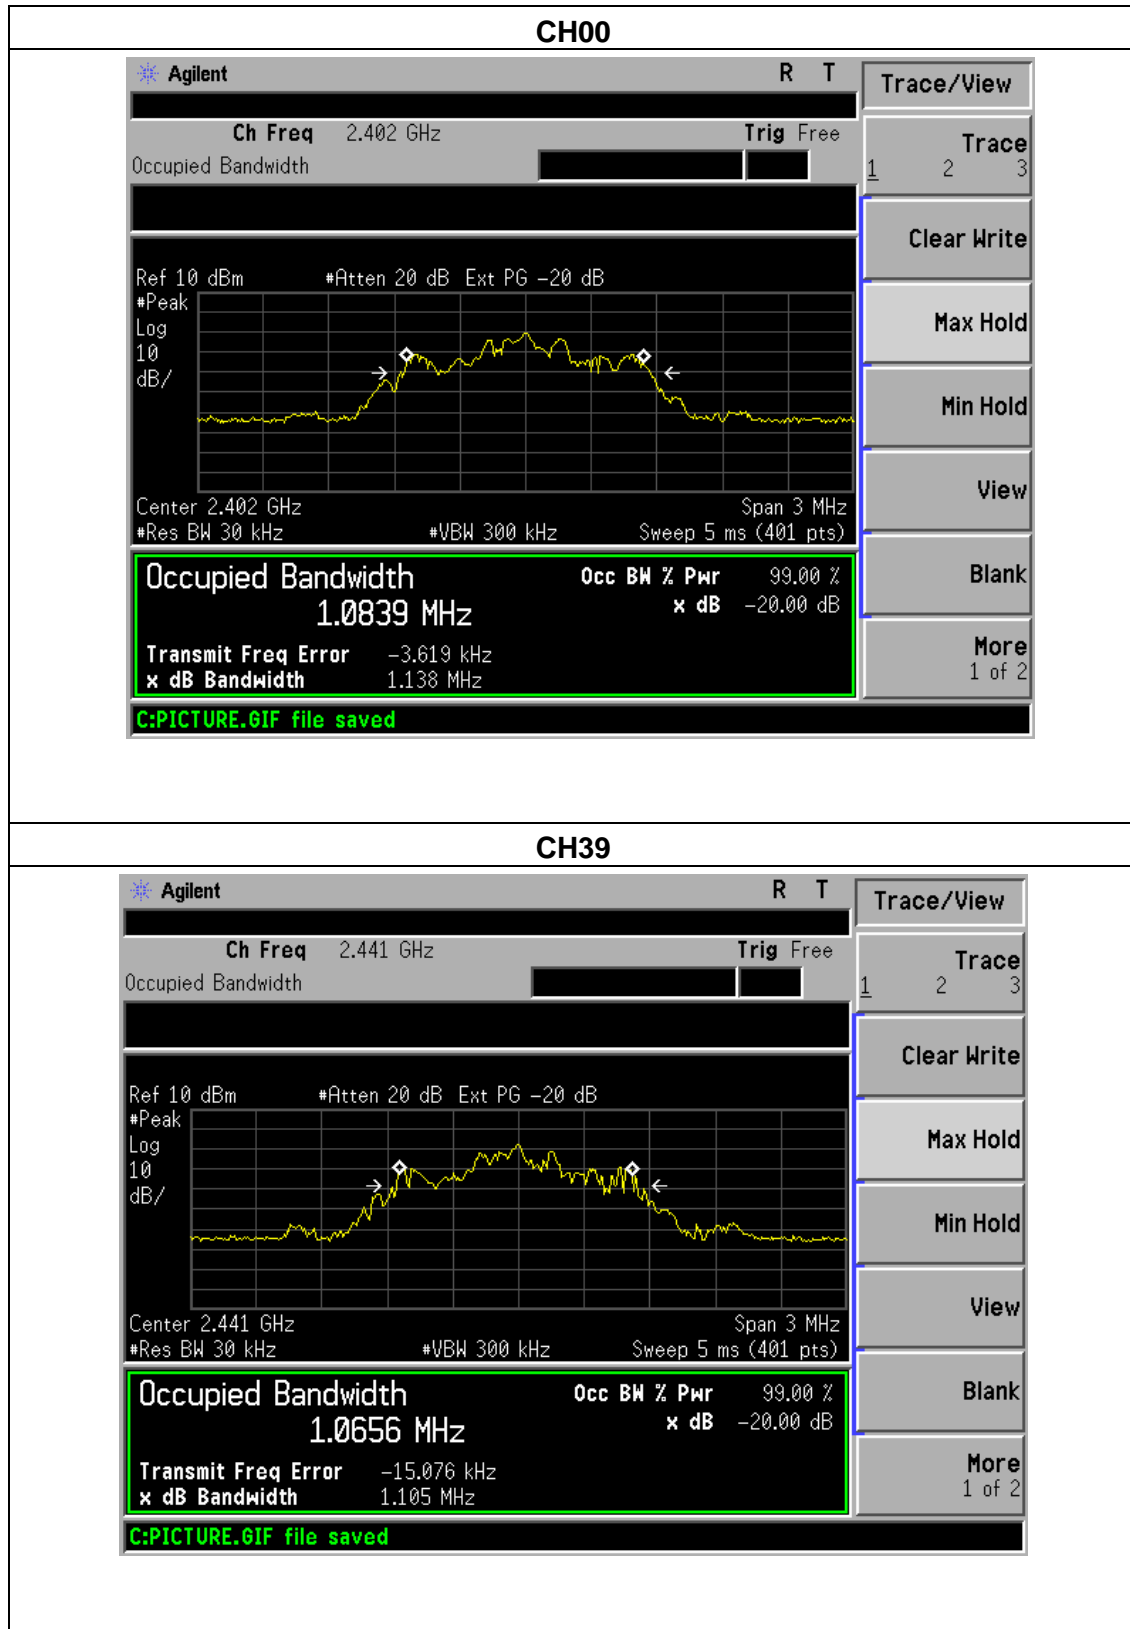 CH00
Agilent R T
Trace/View
Ch Freq 2.402 GHz Trig Free
Occupied Bandwidth
Trace
1 2 3
Clear Write
Max Hold
Min Hold
View
Blank
More
1 of 2
Ref 10 dBm #Atten 20 dB Ext PG -20 dB
#Peak
Log
10
dB/
Center 2.402 GHz Span 3 MHz
#Res BW 30 kHz #VBW 300 kHz Sweep 5 ms (401 pts)
Occupied Bandwidth Occ BW % Pwr 99.00 %
1.0839 MHz x dB -20.00 dB
Transmit Freq Error -3.619 kHz
x dB Bandwidth 1.138 MHz
C:PICTURE.GIF file saved
CH39
Agilent R T
Trace/View
Ch Freq 2.441 GHz Trig Free
Occupied Bandwidth
Trace
1 2 3
Clear Write
Max Hold
Min Hold
View
Blank
More
1 of 2
Ref 10 dBm #Atten 20 dB Ext PG -20 dB
#Peak
Log
10
dB/
Center 2.441 GHz Span 3 MHz
#Res BW 30 kHz #VBW 300 kHz Sweep 5 ms (401 pts)
Occupied Bandwidth Occ BW % Pwr 99.00 %
1.0656 MHz x dB -20.00 dB
Transmit Freq Error -15.076 kHz
x dB Bandwidth 1.105 MHz
C:PICTURE.GIF file saved